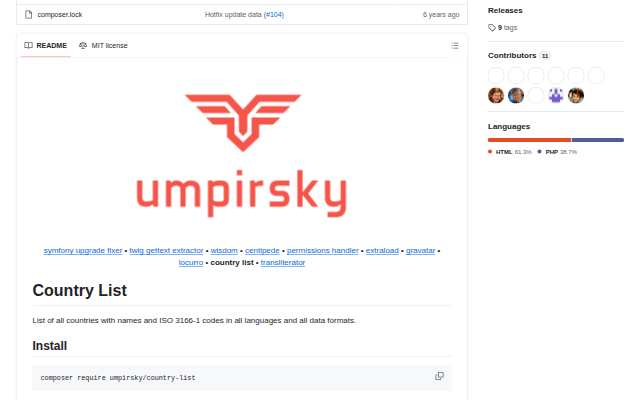 composer.lock Hotfix update data (#104) 6 years ago
README MIT license
umpirsky
symfony upgrade fixer • twig gettext extractor • wisdom • centipede • permissions handler • extraload • gravatar •
locurro • country list • transliterator
Country List
List of all countries with names and ISO 3166-1 codes in all languages and all data formats.
Install
composer require umpirsky/country-list
Releases
9 tags
Contributors 11
Languages
HTML 61.3% PHP 38.7%